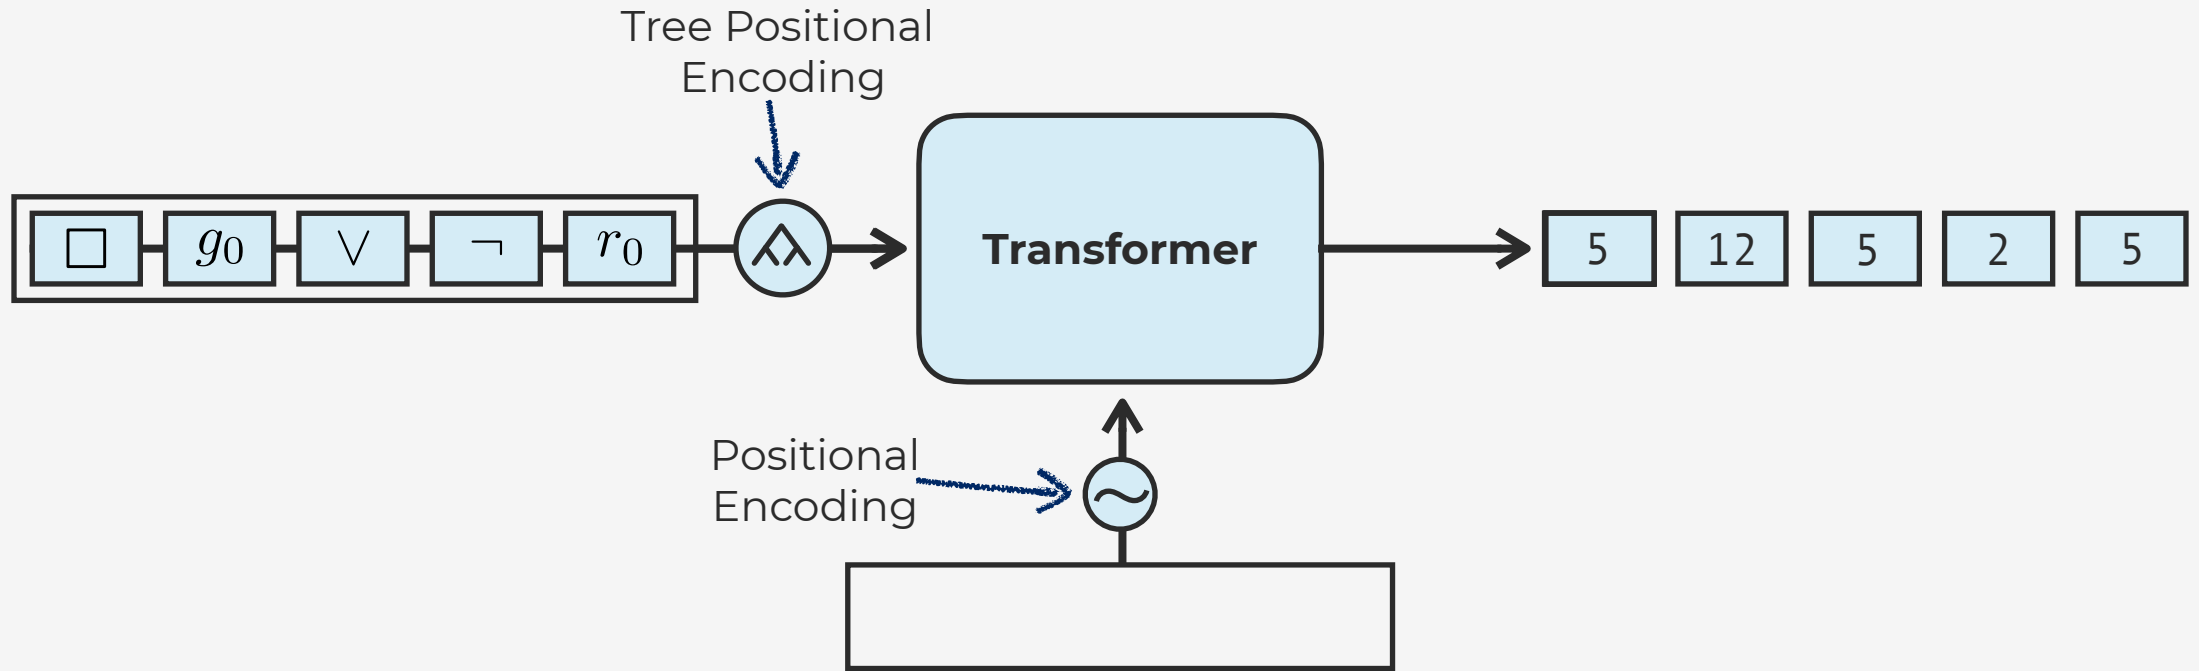 Tree Positional
Encoding
□ g₀ ∨ ¬ r₀
Transformer
5 12 5 2 5
Positional
Encoding